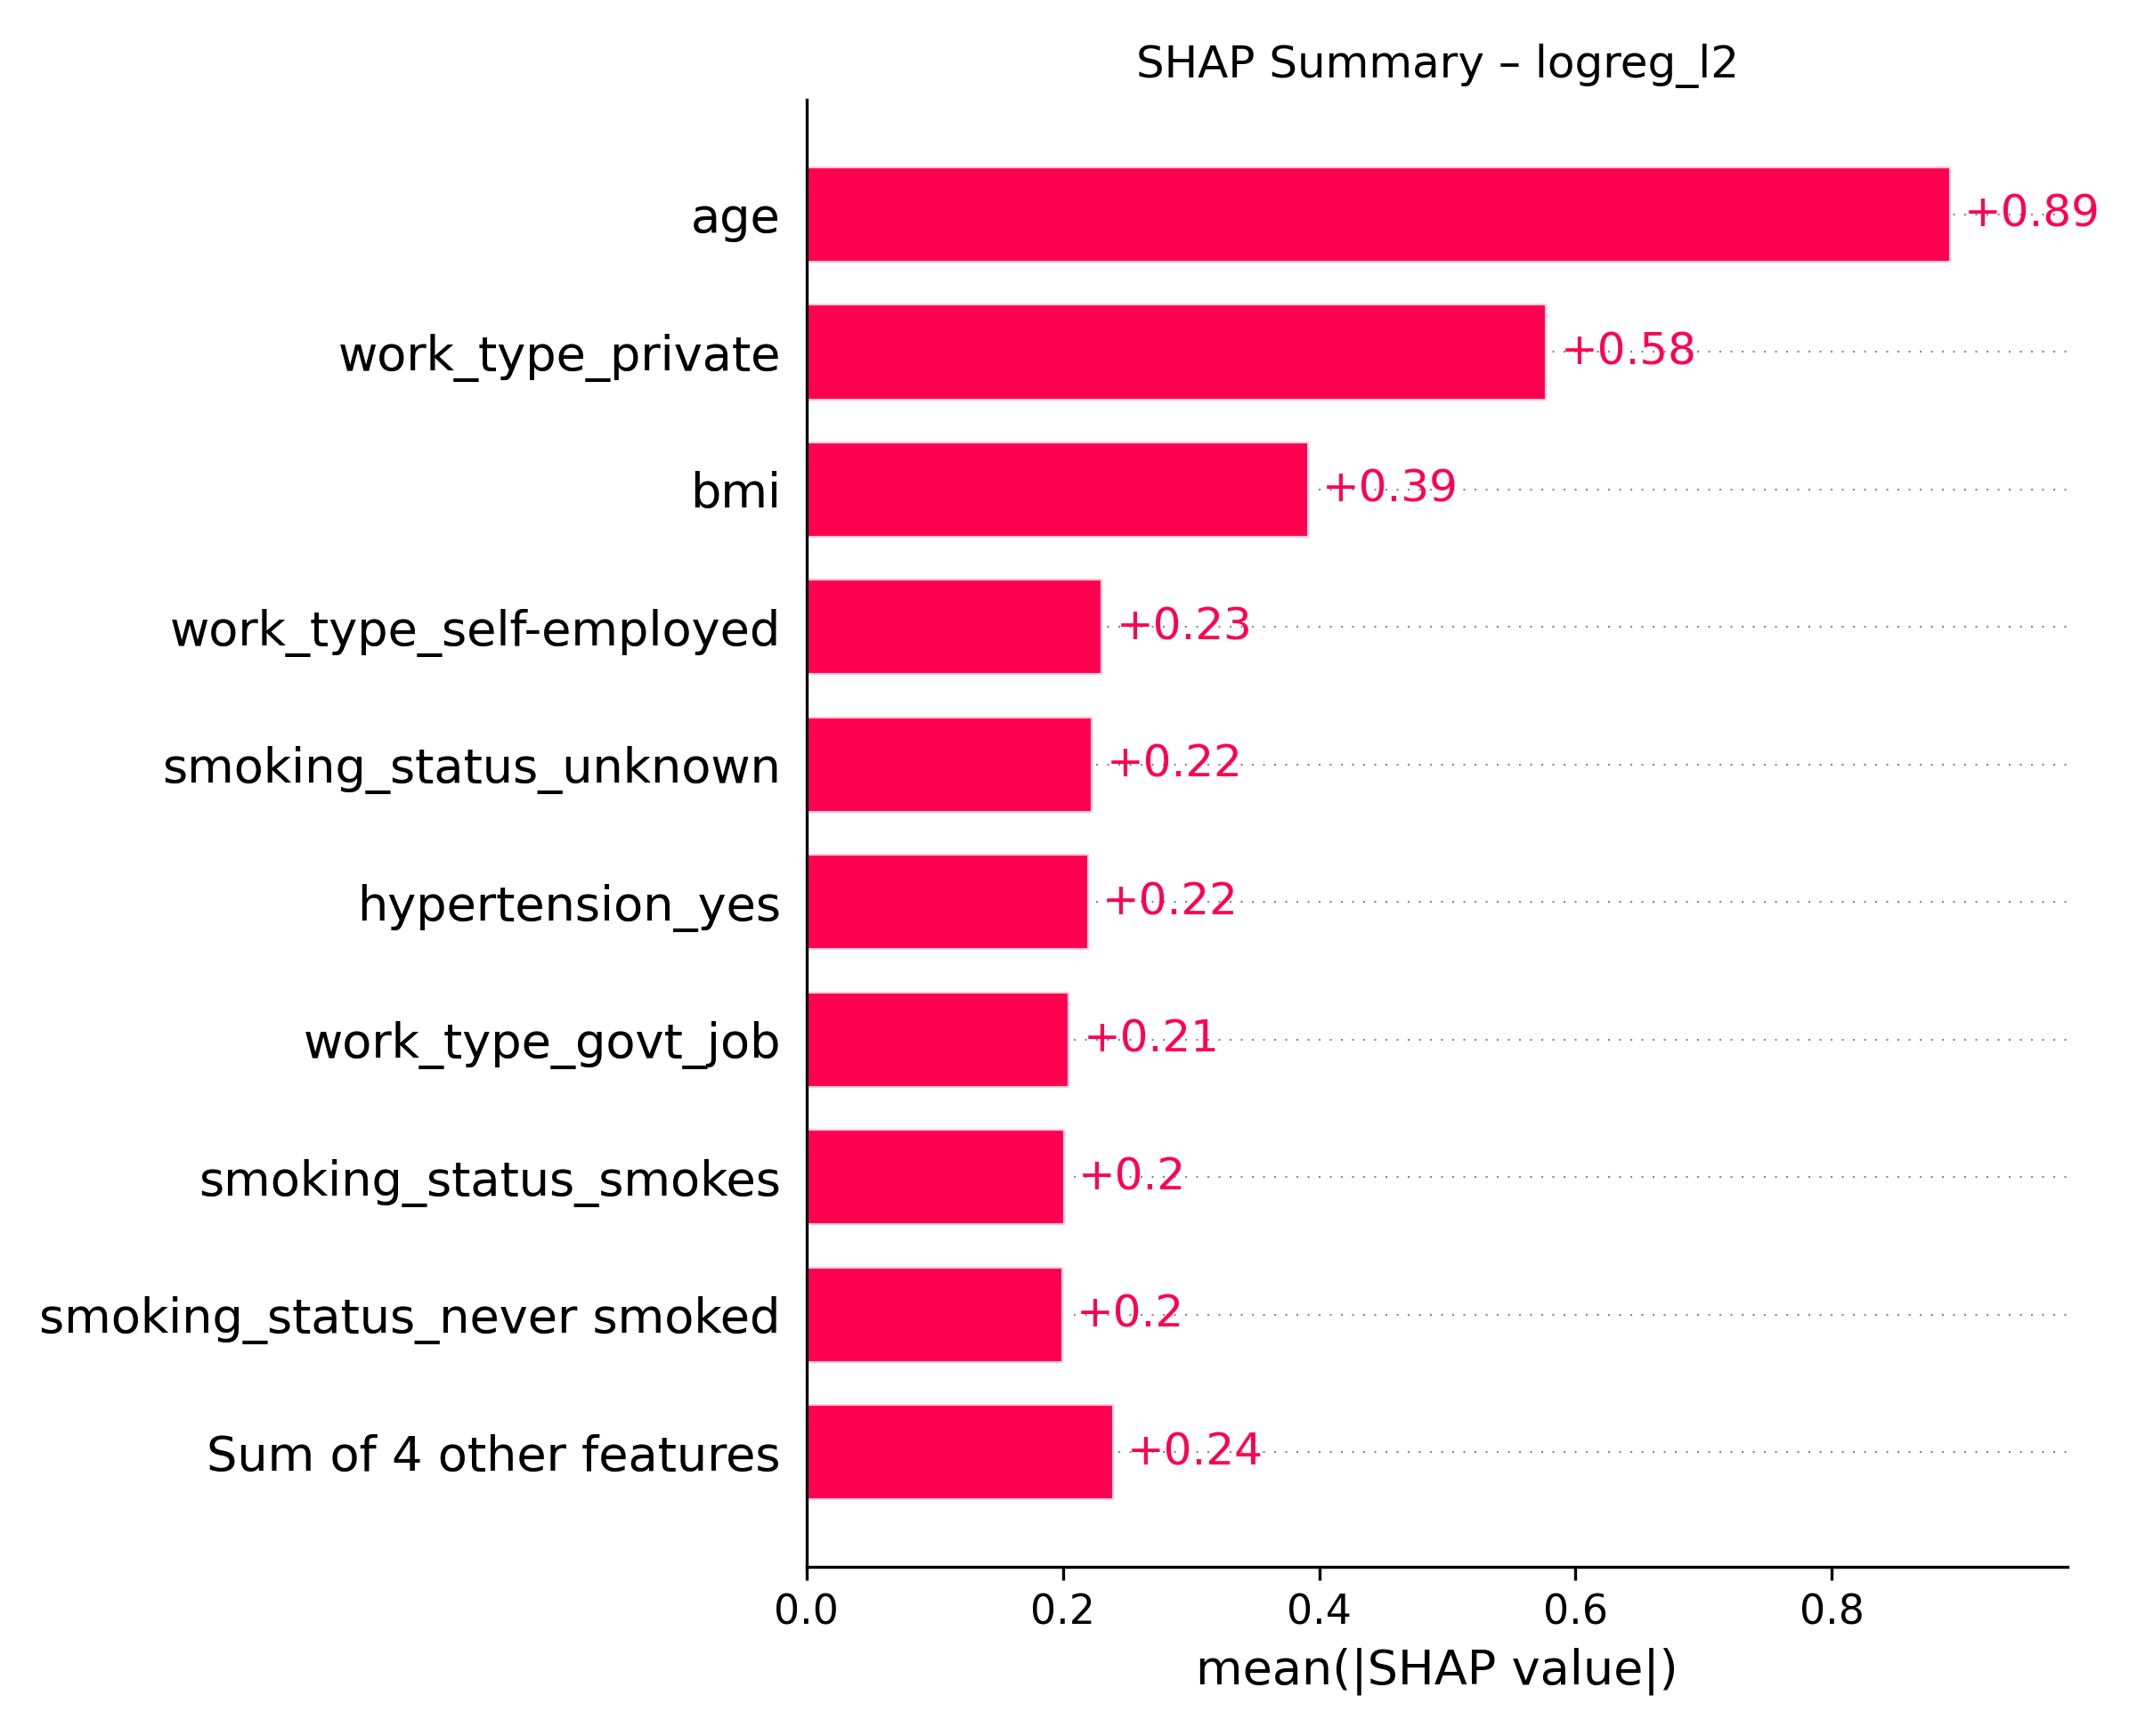 SHAP Summary – logreg_l2
age +0.89
work_type_private +0.58
bmi +0.39
work_type_self-employed +0.23
smoking_status_unknown +0.22
hypertension_yes +0.22
work_type_govt_job +0.21
smoking_status_smokes +0.2
smoking_status_never smoked +0.2
Sum of 4 other features +0.24
0.0 0.2 0.4 0.6 0.8
mean(|SHAP value|)